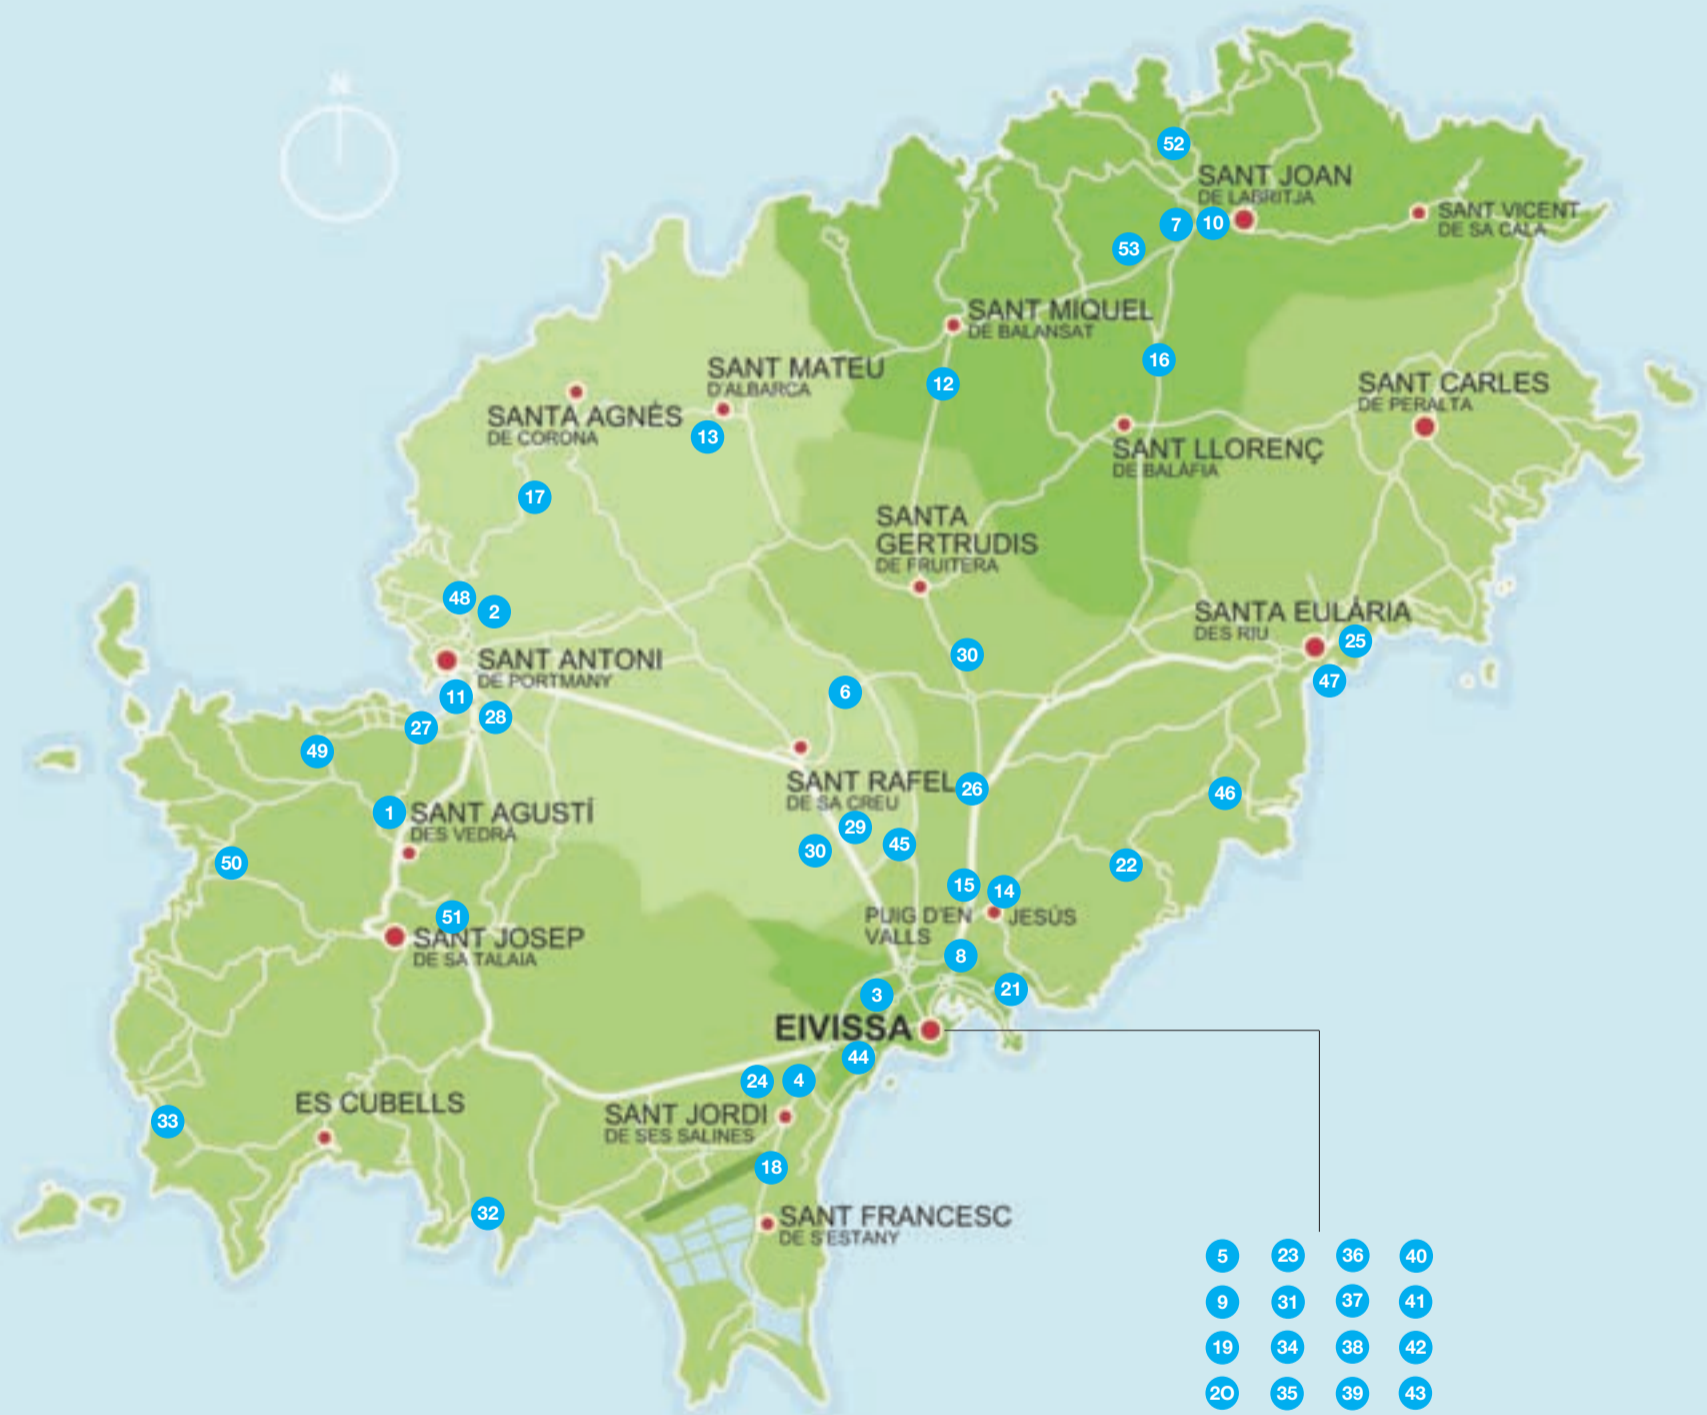 N
52
SANT JOAN
DE LABRITJA
7
10
SANT VICENT
DE SA CALA
53
SANT MIQUEL
DE BALANSAT
16
SANT MATEU
D'ALBARCA
12
SANT CARLES
DE PERALTA
SANTA AGNÉS
DE CORONA
13
SANT LLORENÇ
DE BALÀFIA
17
SANTA
GERTRUDIS
DE FRUITERA
48
2
SANTA EULÀRIA
DES RIU
25
30
47
SANT ANTONI
DE PORTMANY
11
6
28
27
49
SANT RAFEL
DE SA CREU
26
46
1
SANT AGUSTÍ
DES VEDRÀ
29
30
45
50
22
15
14
51
PUIG D'EN
VALLS
JESÚS
SANT JOSEP
DE SA TALAIA
8
3
21
EIVISSA
44
24
4
ES CUBELLS
SANT JORDI
DE SES SALINES
33
18
32
SANT FRANCESC
DE S'ESTANY
5 23 36 40
9 31 37 41
19 34 38 42
20 35 39 43